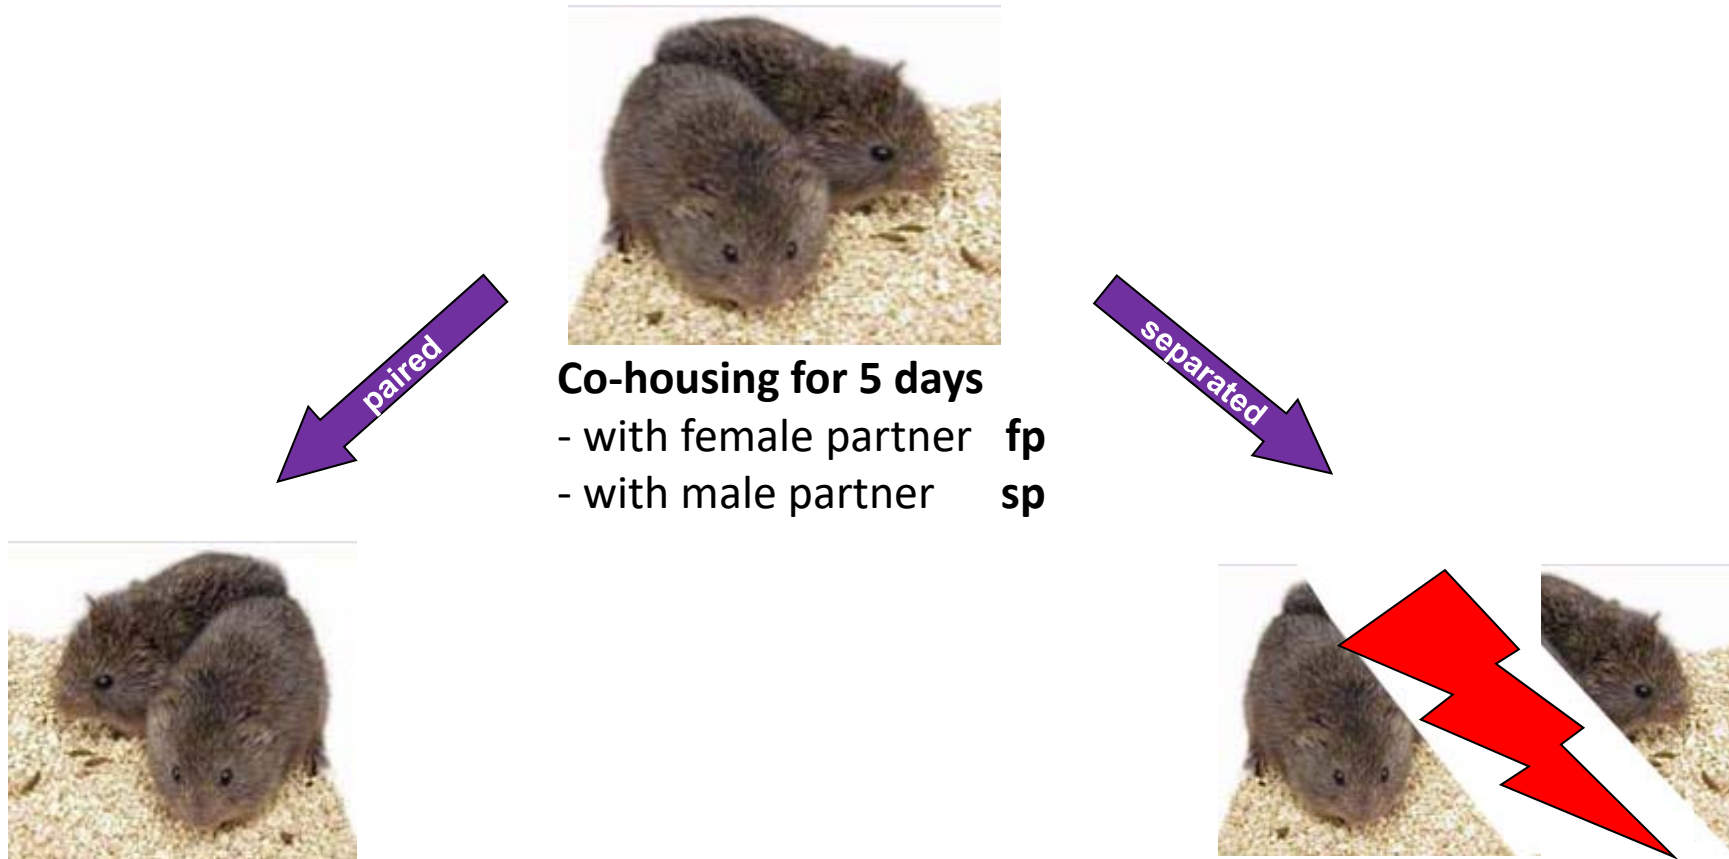 paired
separated
Co-housing for 5 days
- with female partner fp
- with male partner sp